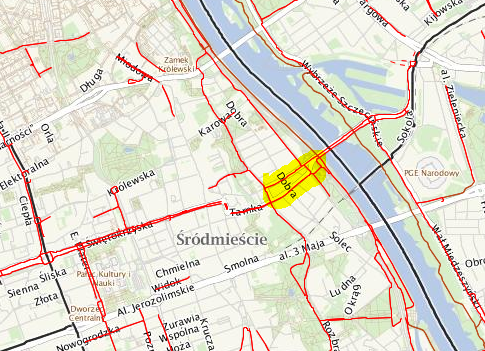 Kijowska
Targowa
Zamek
Królewski
Miodowa
Długa
Wybrzeże Szczecińskie
al. Zieleniecka
Orla
Dobra
Karowa
Sokola
Elektoralna
PGE Narodowy
Królewska
Dobra
Ciepła
Tamka
Świętokrzyska
Śródmieście
Solec
al. 3 Maja
Wał Miedzeszyński
E. Plater
Pałac Kultury i
Nauki
Chmielna
Smolna
Sienna
Śliska
Widok
Ludna
Złota
Al. Jerozolimskie
Okrąg
Dworzec
Centralny
Żurawia
Wspólna
Hoża
Krucza
Nowogrodzka
Rozbrat